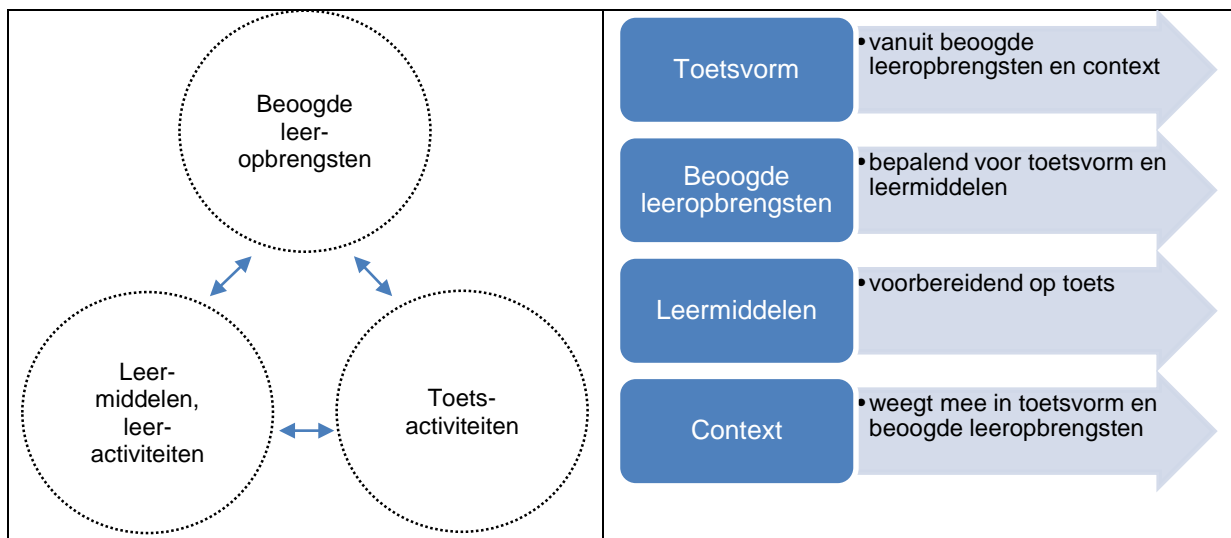 Beoogde
leer-
opbrengsten
Leer-
middelen,
leer-
activiteiten
Toets-
activiteiten
Toetsvorm
•vanuit beoogde
leeropbrengsten en context
Beoogde
leeropbrengsten
•bepalend voor toetsvorm en
leermiddelen
Leermiddelen
•voorbereidend op toets
Context
•weegt mee in toetsvorm en
beoogde leeropbrengsten